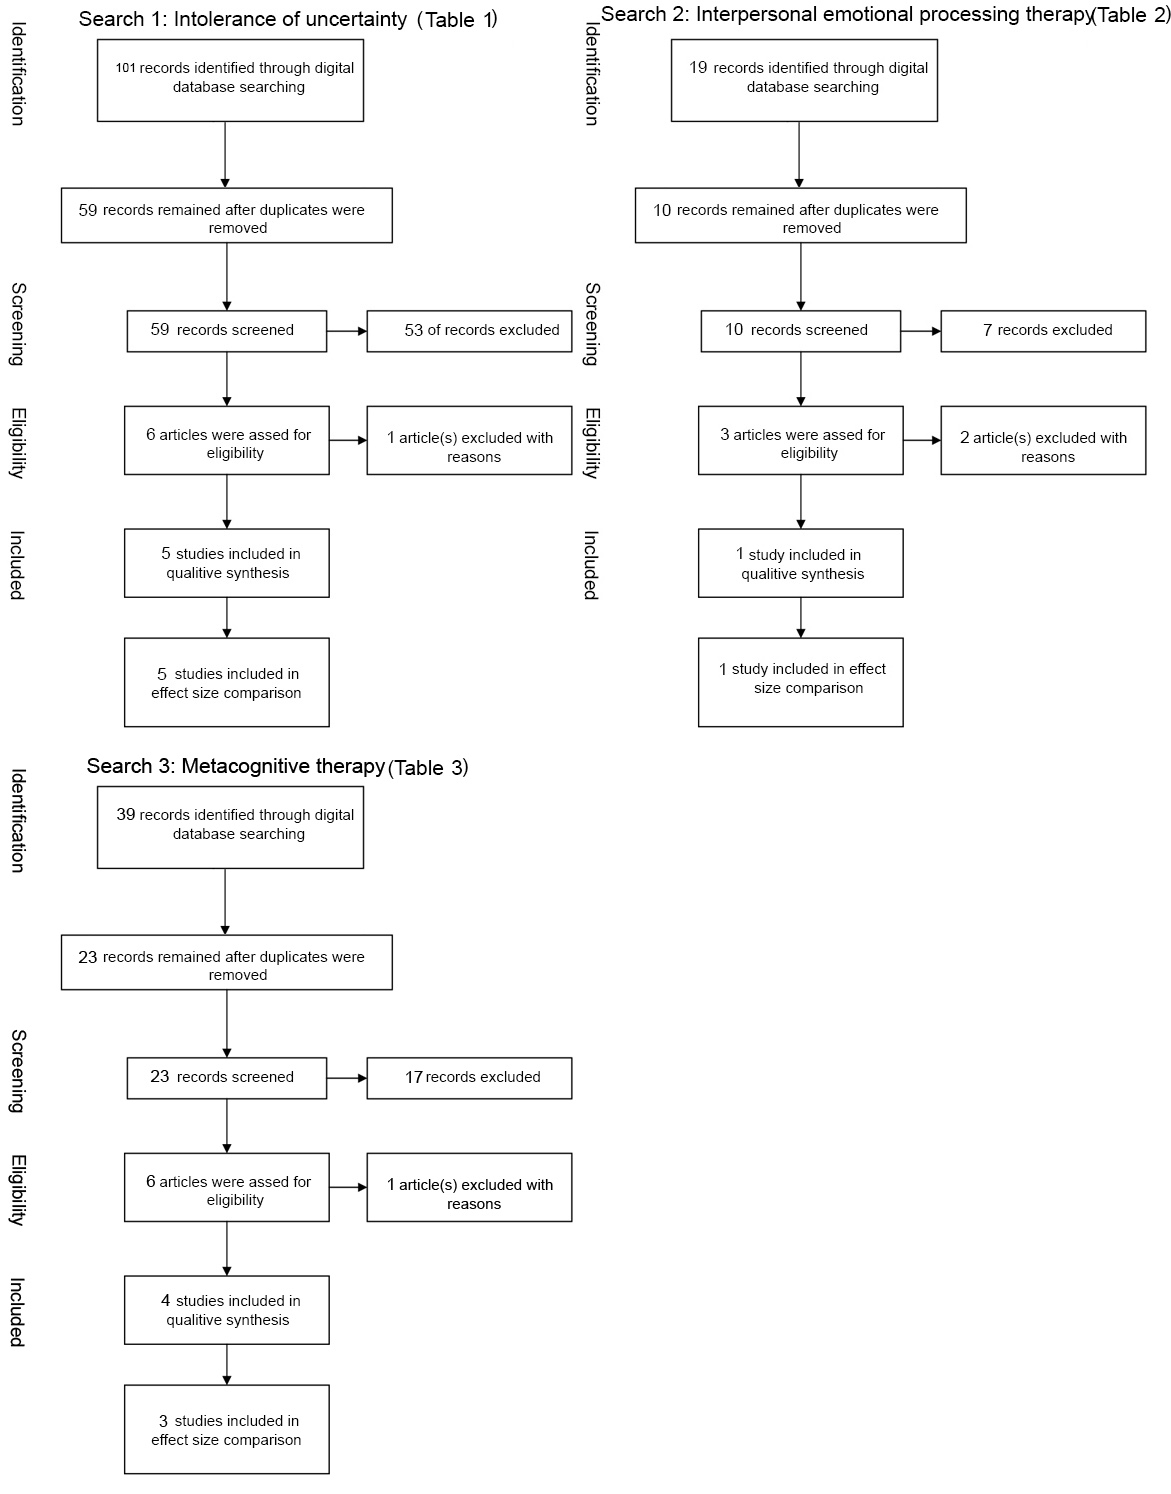 Search 1: Intolerance of uncertainty (Table 1)
Identification
101 records identified through digital
database searching
59 records remained after duplicates were
removed
Screening
59 records screened
53 of records excluded
Eligibility
6 articles were assed for
eligibility
1 article(s) excluded with
reasons
Included
5 studies included in
qualitive synthesis
5 studies included in
effect size comparison
Search 2: Interpersonal emotional processing therapy(Table 2)
Identification
19 records identified through digital
database searching
10 records remained after duplicates were
removed
Screening
10 records screened
7 records excluded
Eligibility
3 articles were assed for
eligibility
2 article(s) excluded with
reasons
Included
1 study included in
qualitive synthesis
1 study included in effect
size comparison
Search 3: Metacognitive therapy(Table 3)
Identification
39 records identified through digital
database searching
23 records remained after duplicates were
removed
Screening
23 records screened
17 records excluded
Eligibility
6 articles were assed for
eligibility
1 article(s) excluded with
reasons
Included
4 studies included in
qualitive synthesis
3 studies included in
effect size comparison